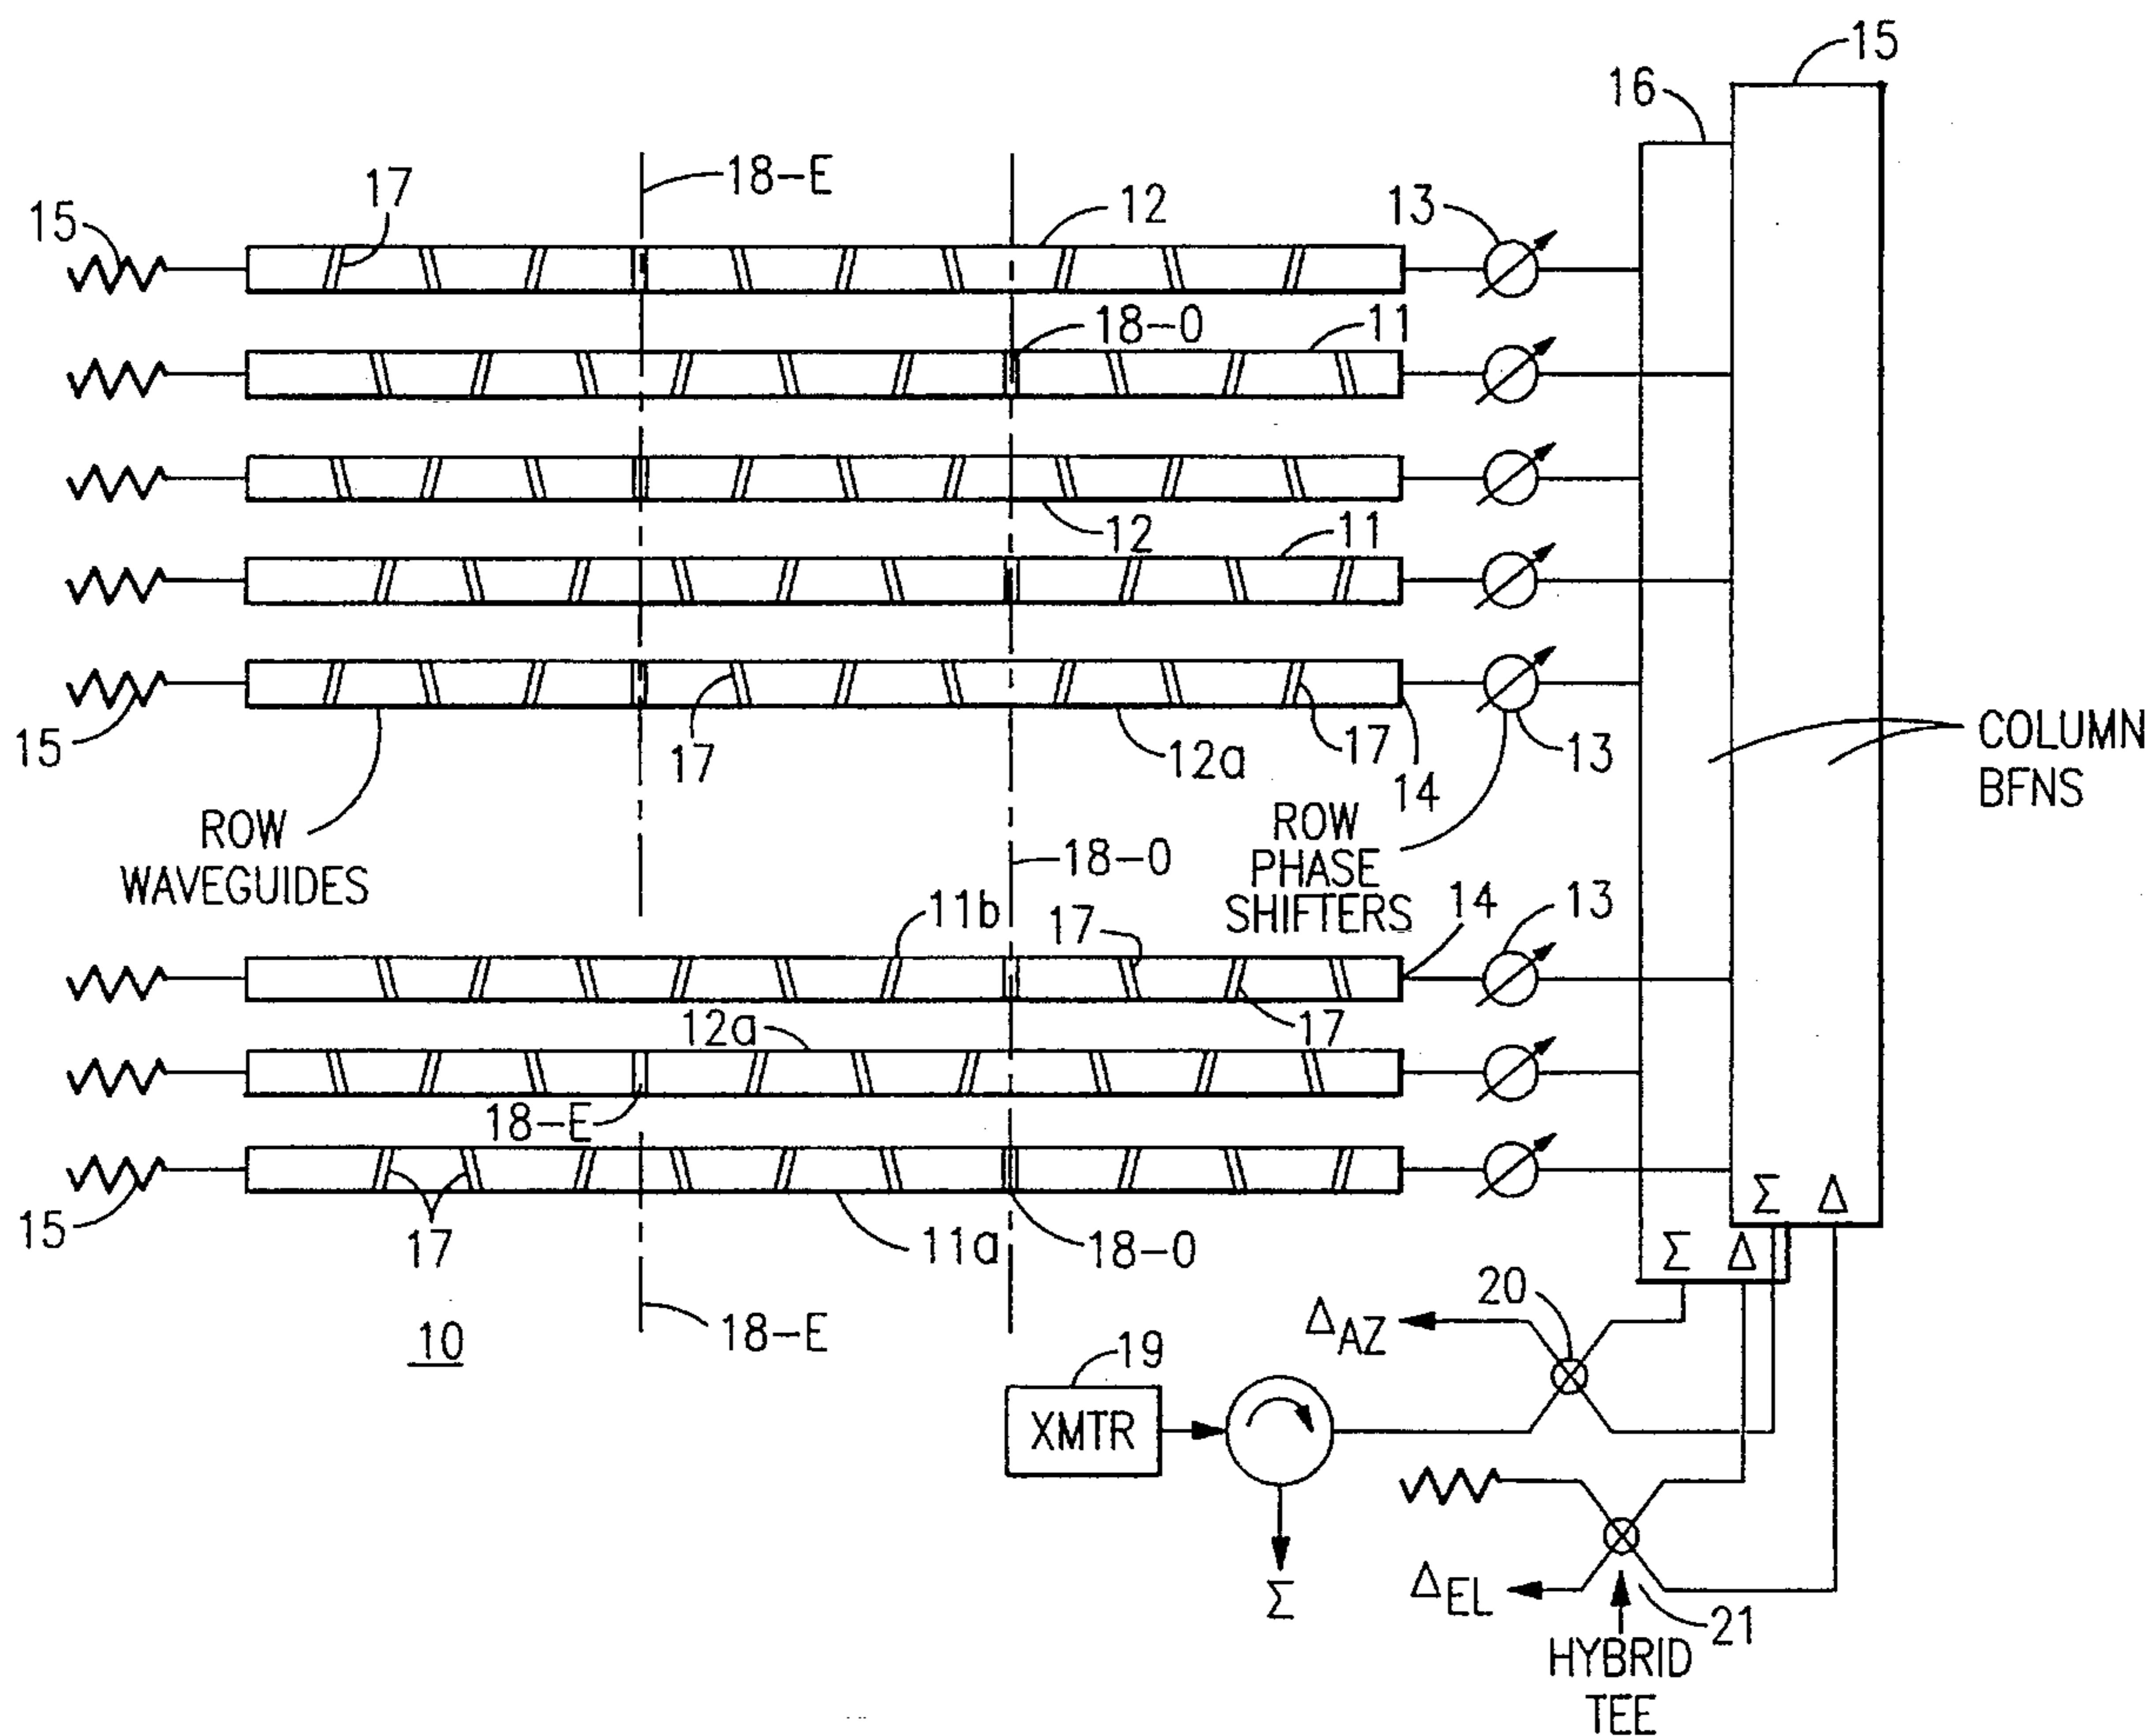 15
16
18-E
17
12
13
15
18-0
11
12
11
15
17
12a
17
14
13
COLUMN
BFNS
ROW
WAVEGUIDES
ROW
PHASE
SHIFTERS
18-0
11b
17
14
13
12a
17
18-E
15
17
11a
18-0
Σ Δ
Σ Δ
10
18-E
ΔAZ
20
19
XMTR
Σ
ΔEL
21
HYBRID
TEE